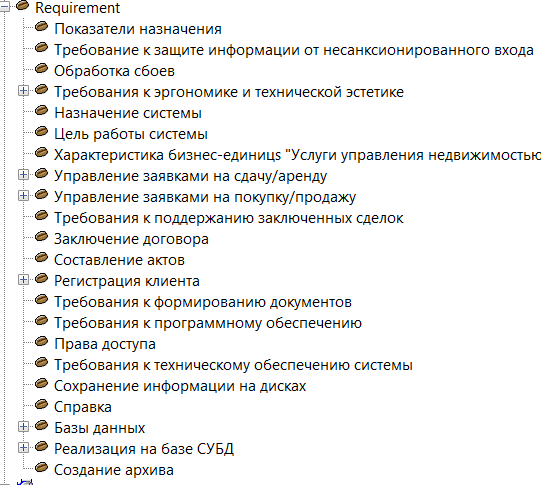 Requirement
Показатели назначения
Требование к защите информации от несанксионированного входа
Обработка сбоев
Требования к эргономике и технической эстетике
Назначение системы
Цель работы системы
Характеристика бизнес-единицs "Услуги управления недвижимостью
Управление заявками на сдачу/аренду
Управление заявками на покупку/продажу
Требования к поддержанию заключенных сделок
Заключение договора
Составление актов
Регистрация клиента
Требования к формированию документов
Требования к программному обеспечению
Права доступа
Требования к техническому обеспечению системы
Сохранение информации на дисках
Справка
Базы данных
Реализация на базе СУБД
Создание архива